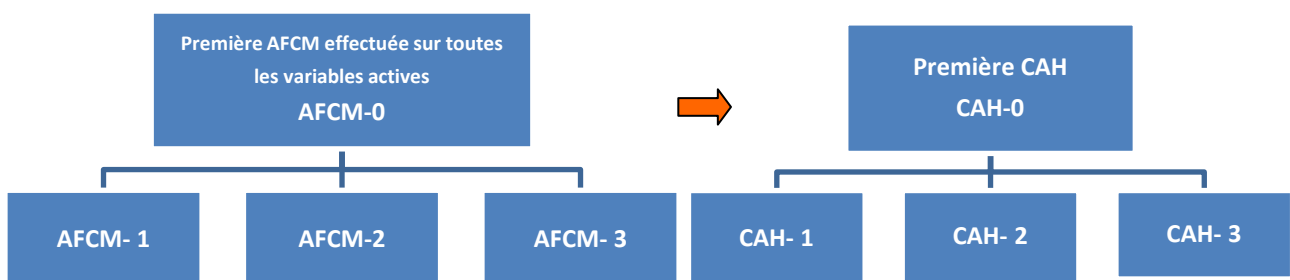 Première AFCM effectuée sur toutes
les variables actives
AFCM-0
Première CAH
CAH-0
AFCM- 1
AFCM-2
AFCM- 3
CAH- 1
CAH- 2
CAH- 3